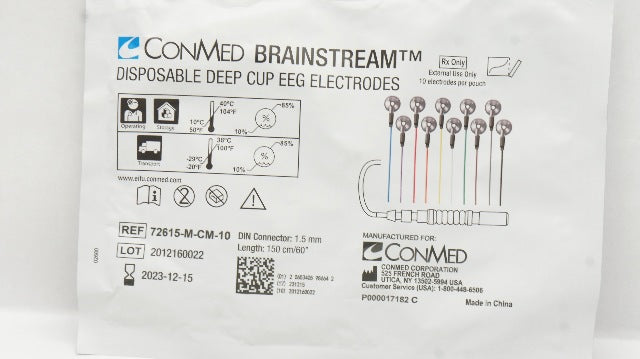 CONMED BRAINSTREAM™
DISPOSABLE DEEP CUP EEG ELECTRODES
Rx Only
External Use Only
10 electrodes per pouch
Operating
Storage
40°C
104°F
10°C
50°F
85%
%
10%
Transport
38°C
100°F
-29°C
-20°F
85%
%
10%
www.eifu.conmed.com
REF 72615-M-CM-10
LOT 2012160022
2023-12-15
DIN Connector: 1.5 mm
Length: 150 cm/60"
(10) 2012160022
MANUFACTURED FOR:
CONMED
CONMED CORPORATION
525 FRENCH ROAD
UTICA, NY 13502-5994 USA
Customer Service (USA): 1-800-448-6506
P000017182 C
Made in China